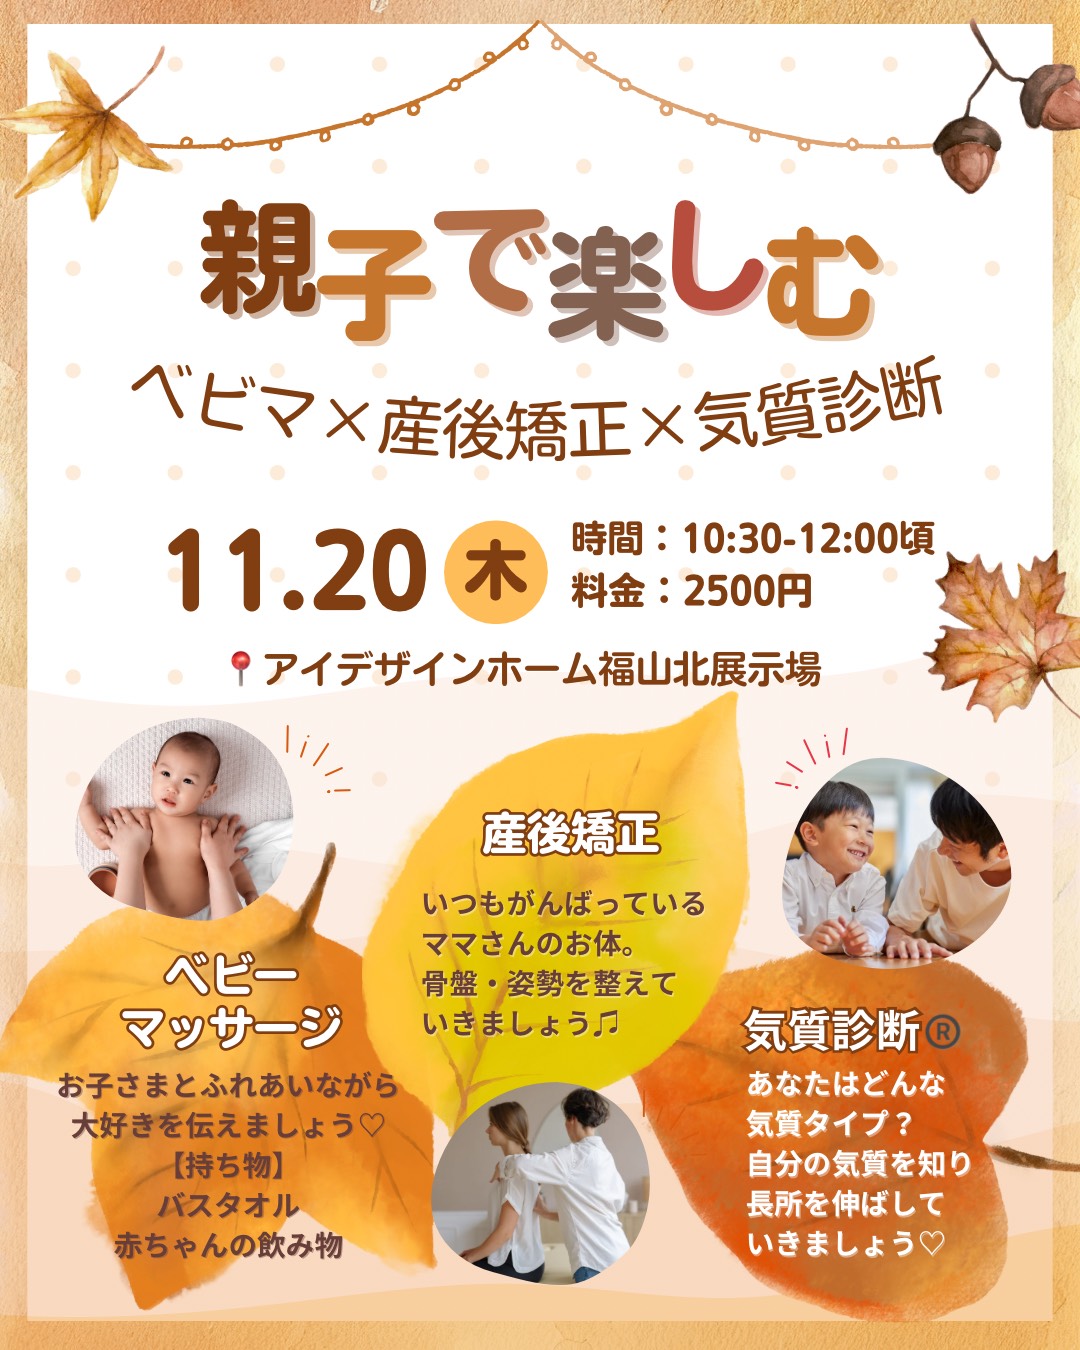 親子で楽しむ
ベビマ×産後矯正×気質診断
11.20 木
時間：10:30-12:00頃
料金：2500円
アイデザインホーム福山北展示場
ベビー
マッサージ
お子さまとふれあいながら
大好きを伝えましょう♡
【持ち物】
バスタオル
赤ちゃんの飲み物
産後矯正
いつもがんばっている
ママさんのお体。
骨盤・姿勢を整えて
いきましょう♫
気質診断®
あなたはどんな
気質タイプ？
自分の気質を知り
長所を伸ばして
いきましょう♡